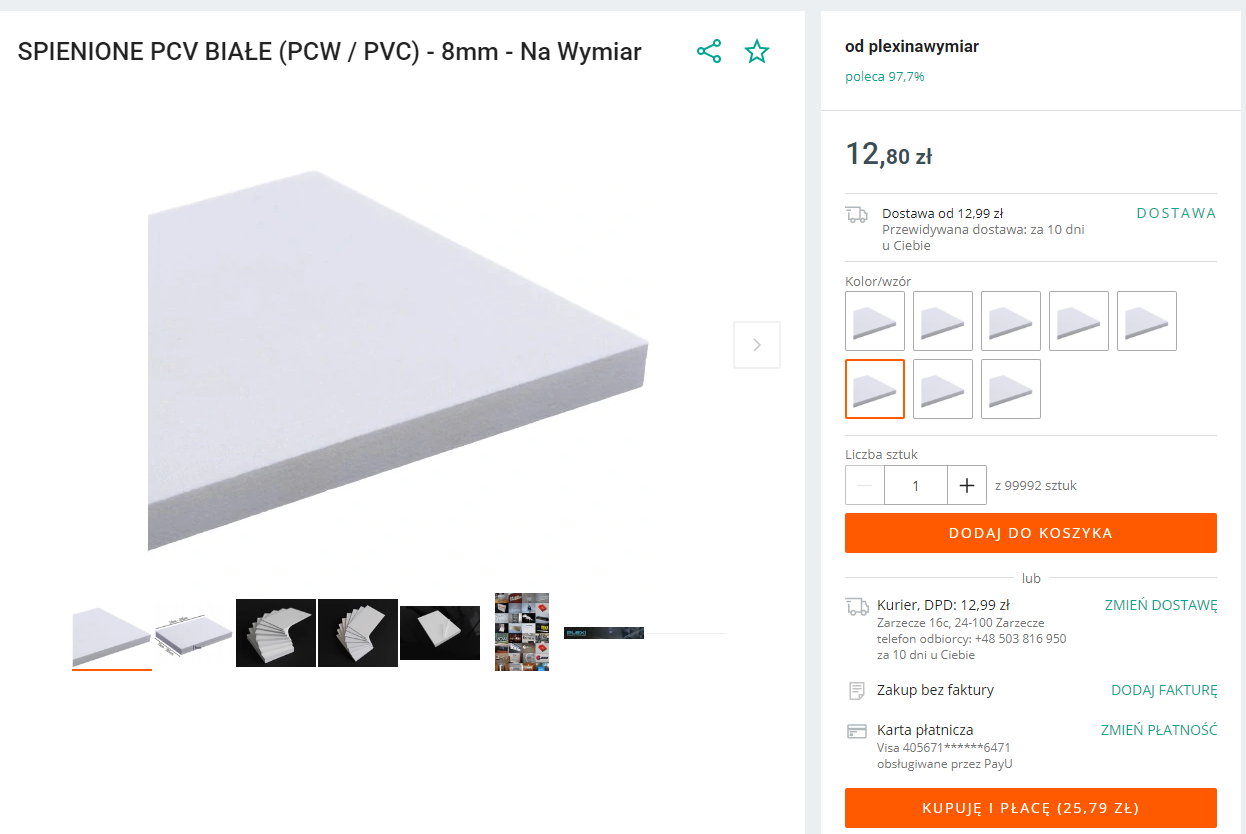 SPIENIONE PCV BIAŁE (PCW / PVC) - 8mm - Na Wymiar
od plexinawymiar
poleca 97,7%
12,80 zł
Dostawa od 12,99 zł
DOSTAWA
Przewidywana dostawa: za 10 dni
u Ciebie
Kolor/wzór
Liczba sztuk
1
z 99992 sztuk
DODAJ DO KOSZYKA
lub
Kurier, DPD: 12,99 zł
ZMIEŃ DOSTAWĘ
Zarzecze 16c, 24-100 Zarzecze
telefon odbiorcy: +48 503 816 950
za 10 dni u Ciebie
Zakup bez faktury
DODAJ FAKTURĘ
Karta płatnicza
ZMIEŃ PŁATNOŚĆ
Visa 405671******6471
obsługiwane przez PayU
KUPUJĘ I PŁACĘ (25,79 ZŁ)